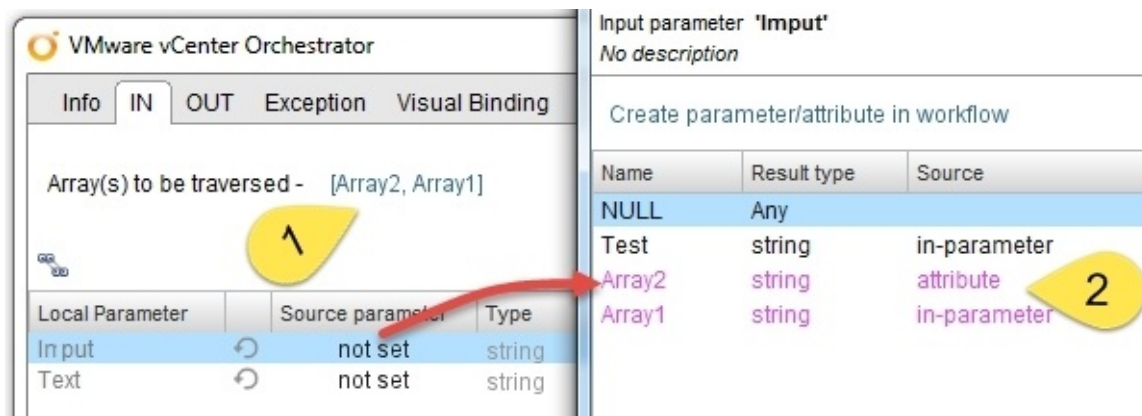 VMware vCenter Orchestrator
Info IN OUT Exception Visual Binding
Array(s) to be traversed - [Array2, Array1]
1
Local Parameter Source parameter Type
Input not set string
Text not set string
Input parameter 'Imput'
No description
Create parameter/attribute in workflow
Name Result type Source
NULL Any
Test string in-parameter
Array2 string attribute
Array1 string in-parameter
2